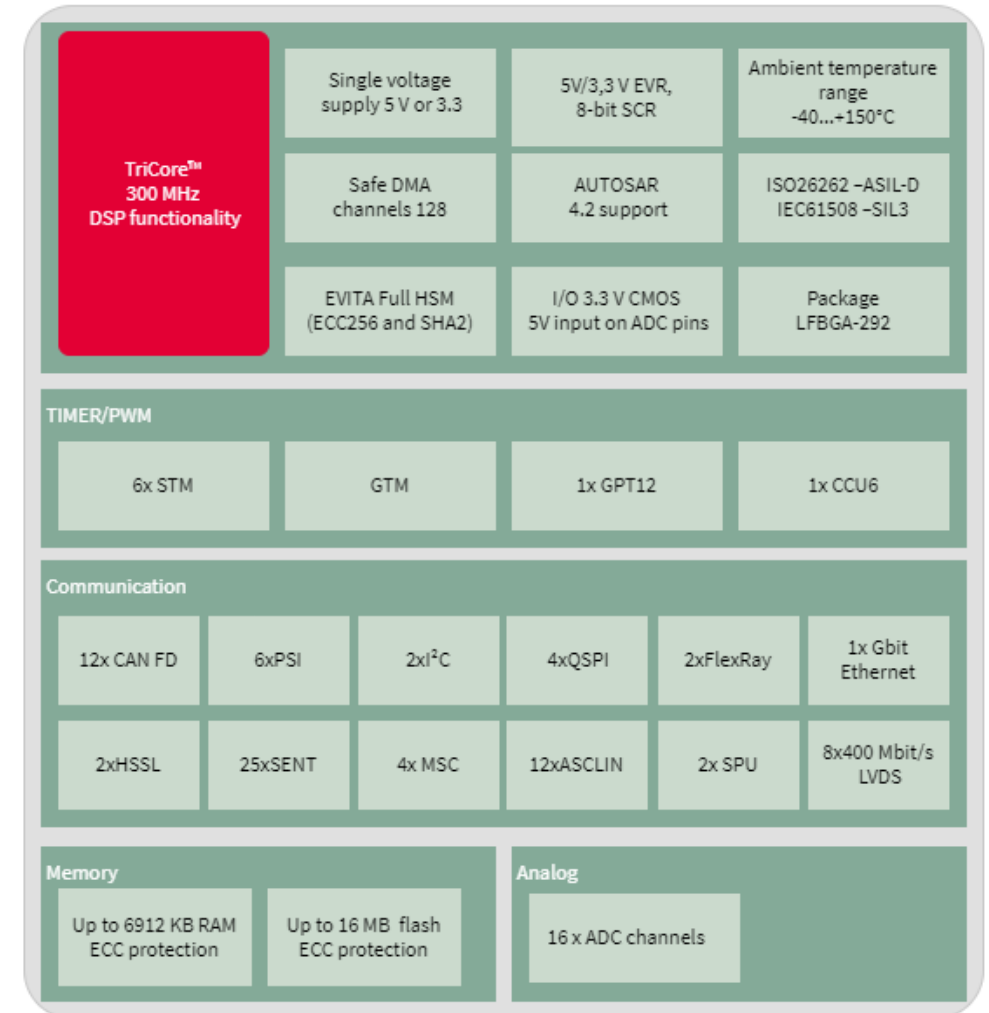 TriCore™
300 MHz
DSP functionality
Single voltage
supply 5 V or 3.3
5V/3,3 V EVR,
8-bit SCR
Ambient temperature
range
-40...+150°C
Safe DMA
channels 128
AUTOSAR
4.2 support
ISO26262 –ASIL-D
IEC61508 –SIL3
EVITA Full HSM
(ECC256 and SHA2)
I/O 3.3 V CMOS
5V input on ADC pins
Package
LFBGA-292
TIMER/PWM
6x STM
GTM
1x GPT12
1x CCU6
Communication
12x CAN FD
6xPSI
2xI²C
4xQSPI
2xFlexRay
1x Gbit
Ethernet
2xHSSL
25xSENT
4x MSC
12xASCLIN
2x SPU
8x400 Mbit/s
LVDS
Memory
Up to 6912 KB RAM
ECC protection
Up to 16 MB flash
ECC protection
Analog
16 x ADC channels